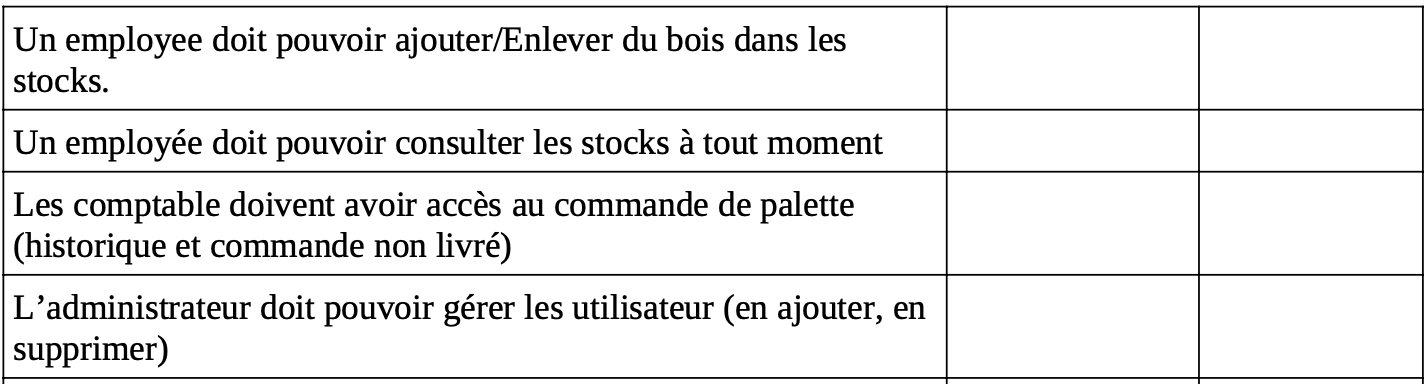 Un employee doit pouvoir ajouter/Enlever du bois dans les
stocks.
Un employée doit pouvoir consulter les stocks à tout moment
Les comptable doivent avoir accès au commande de palette
(historique et commande non livré)
L’administrateur doit pouvoir gérer les utilisateur (en ajouter, en
supprimer)